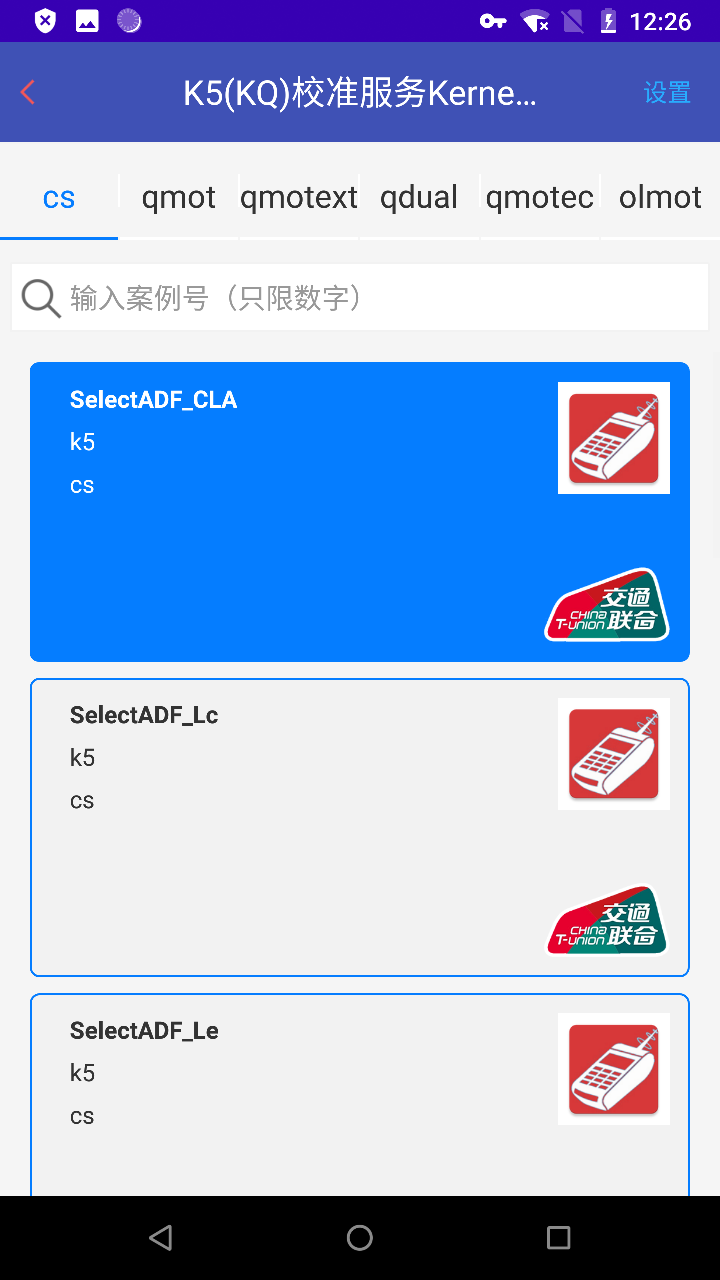 12:26
K5(KQ)校准服务Kerne…
设置
cs
qmot
qmotext
qdual
qmotec
olmot
输入案例号（只限数字）
SelectADF_CLA
k5
cs
交通
CHINA
T-UNION 联合
SelectADF_Lc
k5
cs
交通
CHINA
T-UNION 联合
SelectADF_Le
k5
cs